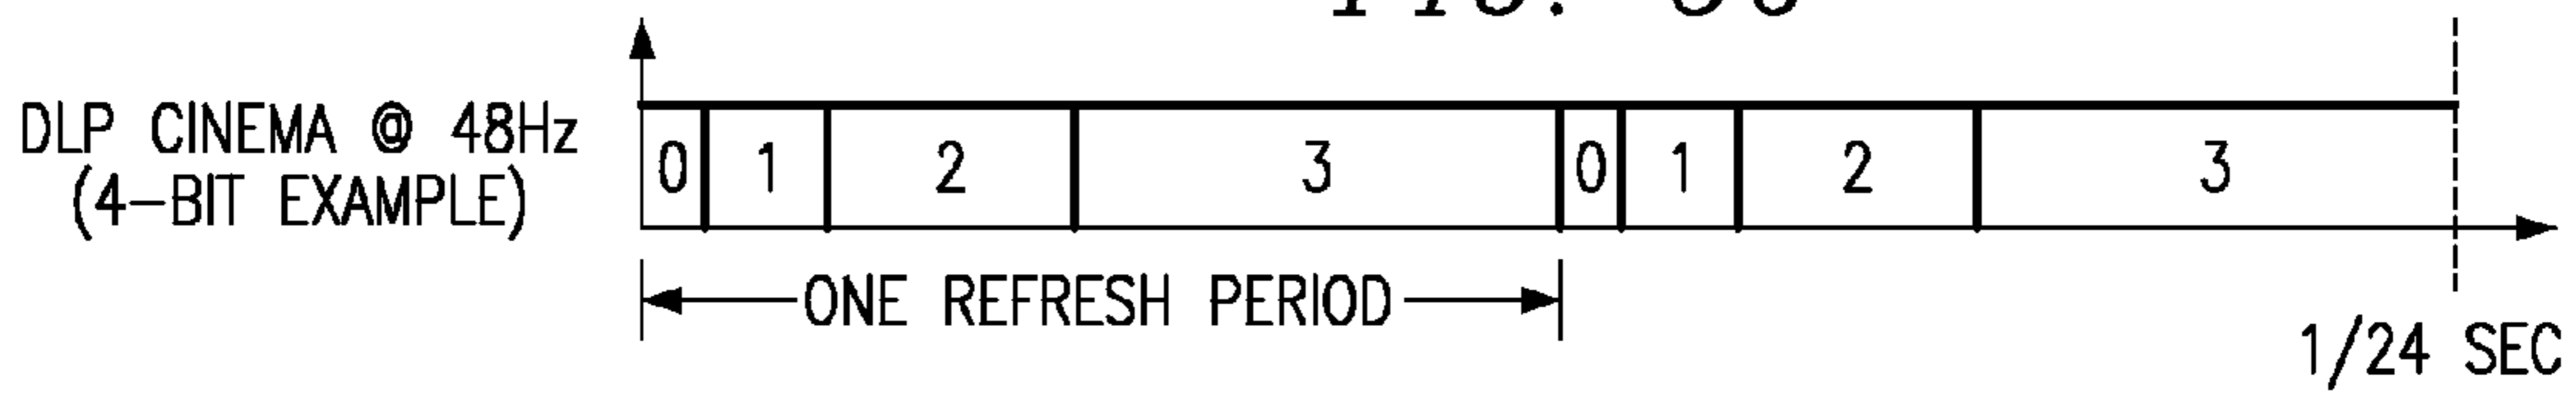 DLP CINEMA @ 48Hz
(4-BIT EXAMPLE)
0 1 2 3 0 1 2 3
ONE REFRESH PERIOD
1/24 SEC